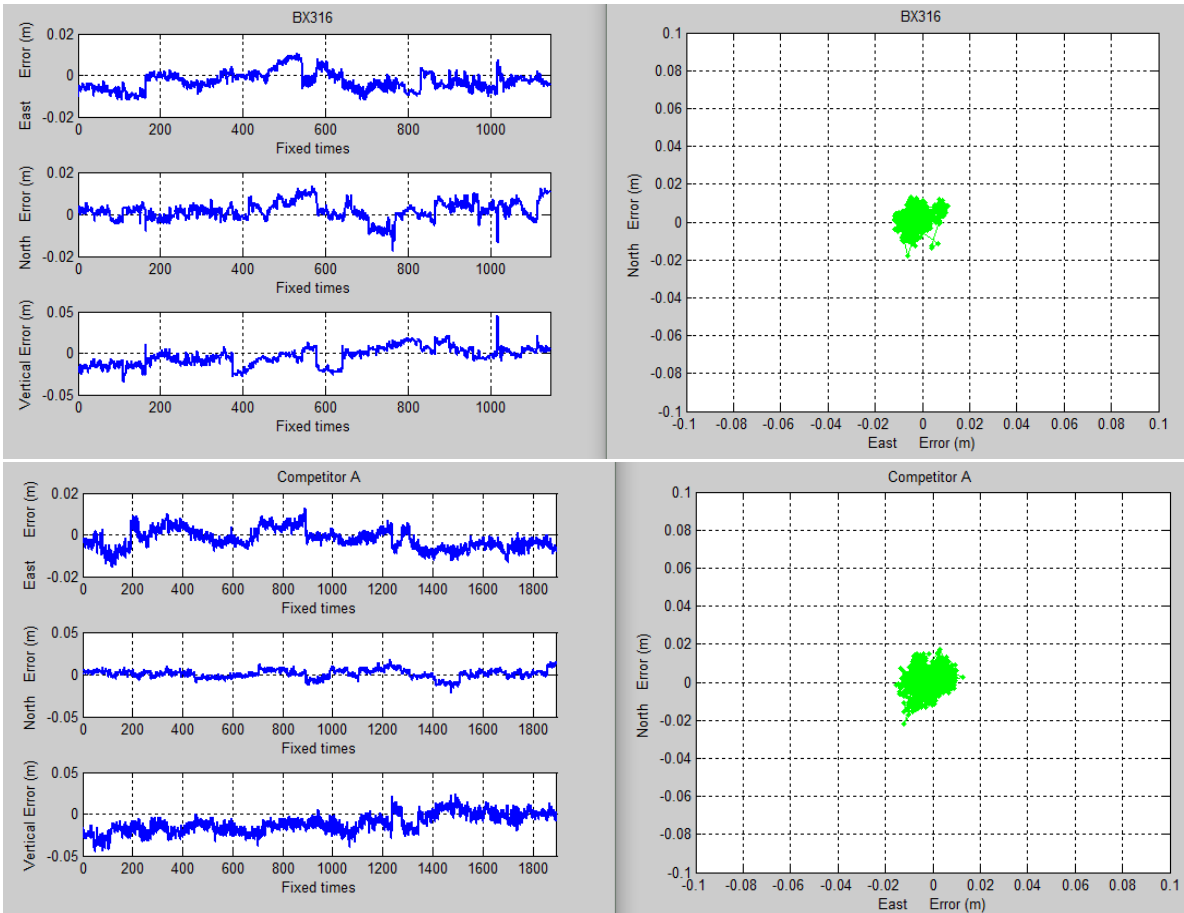 BX316
East Error (m)
0.02
0
-0.02
0 200 400 600 800 1000
Fixed times
North Error (m)
0.02
0
-0.02
0 200 400 600 800 1000
Fixed times
Vertical Error (m)
0.05
0
-0.05
0 200 400 600 800 1000
Fixed times
BX316
North Error (m)
0.1
0.08
0.06
0.04
0.02
0
-0.02
-0.04
-0.06
-0.08
-0.1
-0.1 -0.08 -0.06 -0.04 -0.02 0 0.02 0.04 0.06 0.08 0.1
East Error (m)
Competitor A
East Error (m)
0.02
0
-0.02
0 200 400 600 800 1000 1200 1400 1600 1800
Fixed times
North Error (m)
0.05
0
-0.05
0 200 400 600 800 1000 1200 1400 1600 1800
Fixed times
Vertical Error (m)
0.05
0
-0.05
0 200 400 600 800 1000 1200 1400 1600 1800
Fixed times
Competitor A
North Error (m)
0.1
0.08
0.06
0.04
0.02
0
-0.02
-0.04
-0.06
-0.08
-0.1
-0.1 -0.08 -0.06 -0.04 -0.02 0 0.02 0.04 0.06 0.08 0.1
East Error (m)